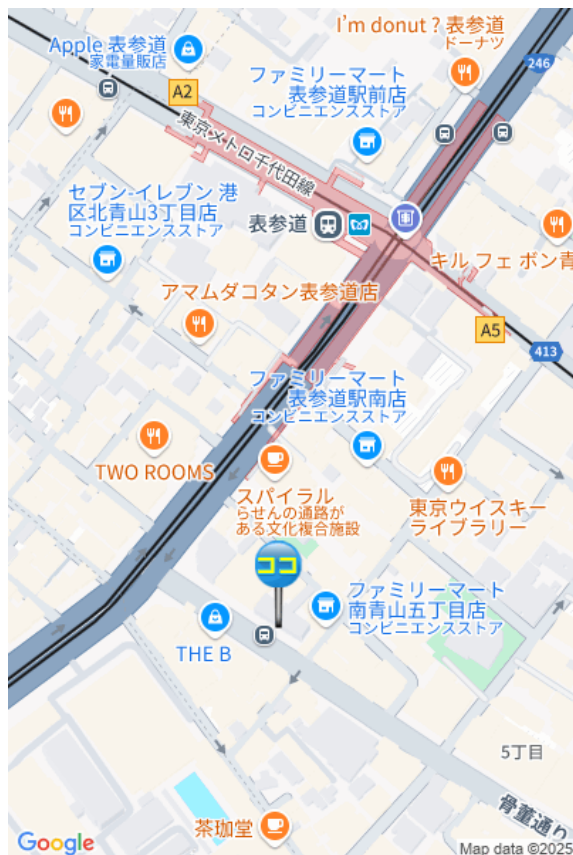 I'm donut ? 表参道
ドーナツ
Apple 表参道
家電量販店
246
ファミリーマート
表参道駅前店
コンビニエンスストア
A2
東京メトロ千代田線
セブン-イレブン 港
区北青山3丁目店
コンビニエンスストア
表参道
キル フェ ボン青
アマムダコタン表参道店
A5
413
ファミリーマート
表参道駅南店
コンビニエンスストア
TWO ROOMS
スパイラル
らせんの通路が
ある文化複合施設
東京ウイスキー
ライブラリー
ココ
ファミリーマート
南青山五丁目店
コンビニエンスストア
THE B
5丁目
骨董通り
茶珈堂
Google
Map data ©2025